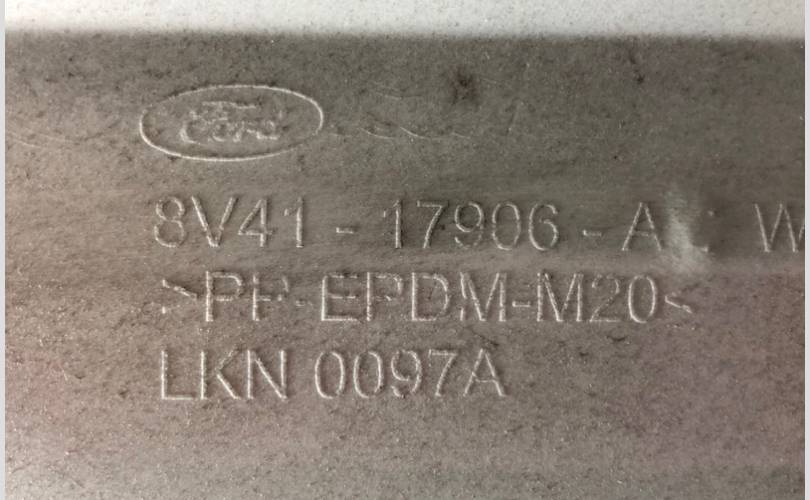 Ford
8V41-17906-A W
>PP-EPDM-M20<
LKN 0097A